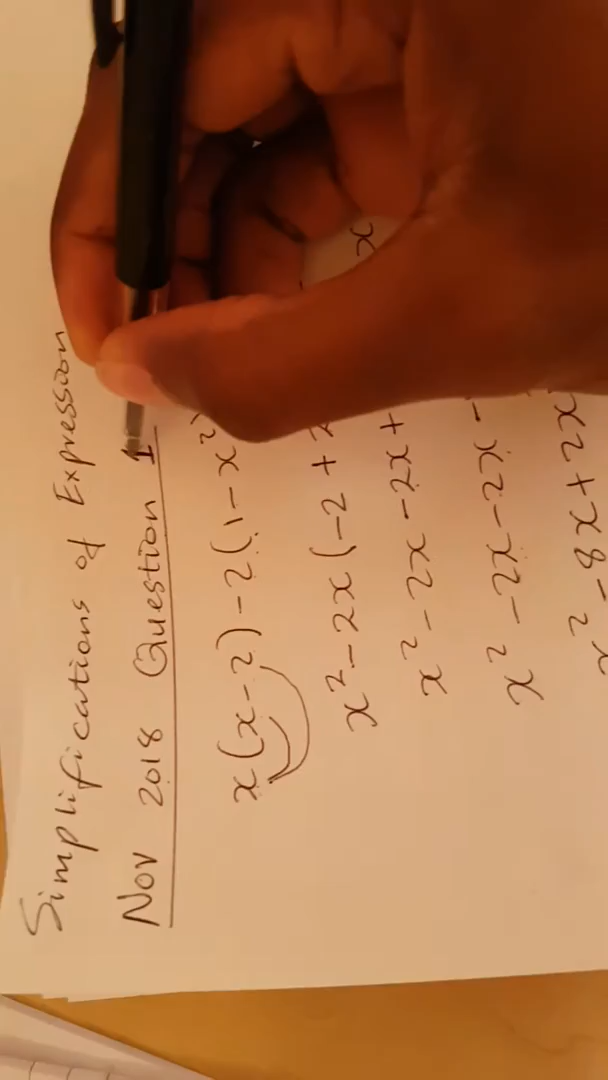 Simplifications of Expression
Nov 2018 Question 1
x(x-2)-2(1-x²
x²-2x(-2+
x²-2x-2x+
x²-2x-2x-
x²-8x+2x
x